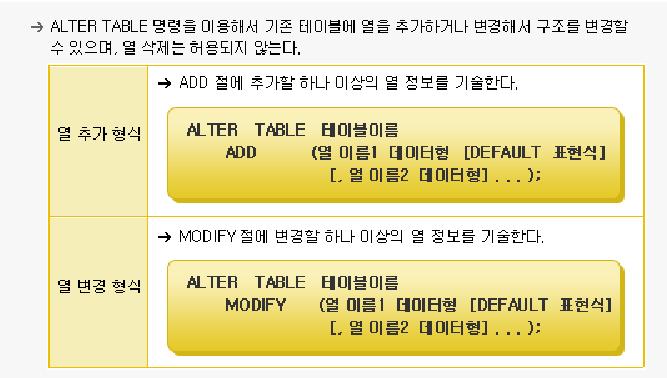 → ALTER TABLE 명령을 이용해서 기존 테이블에 열을 추가하거나 변경해서 구조를 변경할
수 있으며, 열 삭제는 허용되지 않는다.
열 추가 형식
→ ADD 절에 추가할 하나 이상의 열 정보를 기술한다.
ALTER TABLE 테이블이름
ADD (열 이름1 데이터형 [DEFAULT 표현식]
[, 열 이름2 데이터형] . . . );
열 변경 형식
→ MODIFY 절에 변경할 하나 이상의 열 정보를 기술한다.
ALTER TABLE 테이블이름
MODIFY (열 이름1 데이터형 [DEFAULT 표현식]
[, 열 이름2 데이터형] . . . );